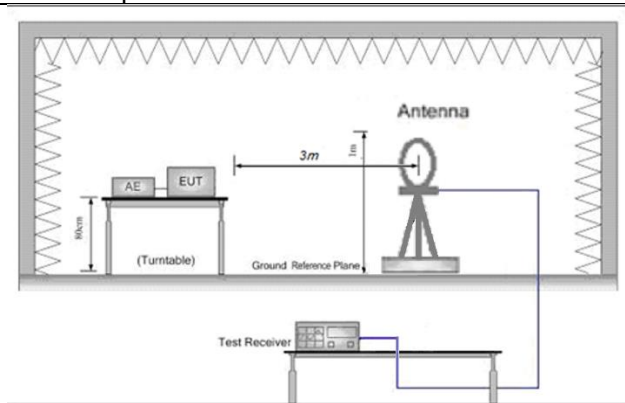 Antenna
3m
1m
AE
EUT
80cm
(Turntable)
Ground Reference Plane
Test Receiver